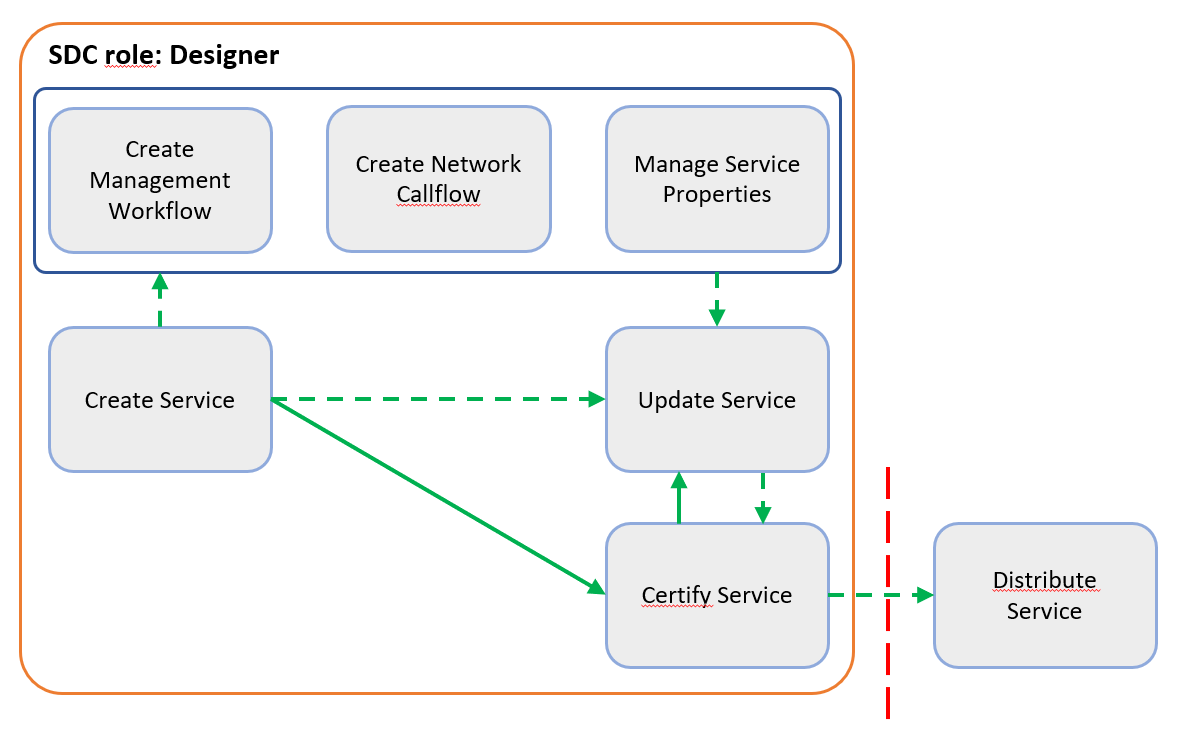 SDC role: Designer
Create
Management
Workflow
Create Network
Callflow
Manage Service
Properties
Create Service
Update Service
Certify Service
Distribute
Service